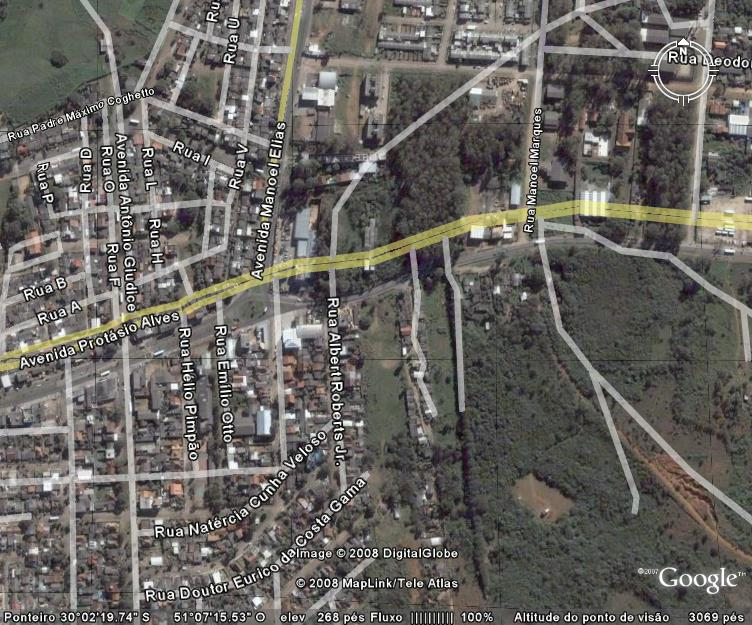 Rua U
Rua Deodor
N
Rua Padre Máximo Coghetto
Rua I
Rua V
Avenida Manoel Elias
Rua Manoel Marques
Rua P
Rua D
Rua O
Avenida Antônio Giudice
Rua L
Rua H
Rua F
Rua B
Rua A
Avenida Protásio Alves
Rua Hélio Pimpão
Rua Emílio Otto
Rua Albert Roberts Jr.
Rua Natércia Cunha Veloso
Rua Doutor Eurico da Costa Gama
Image © 2008 DigitalGlobe
© 2008 MapLink/Tele Atlas
©2007 Google™
Ponteiro 30°02'19.74" S 51°07'15.53" O elev 268 pés Fluxo |||||||||| 100% Altitude do ponto de visão 3069 pés